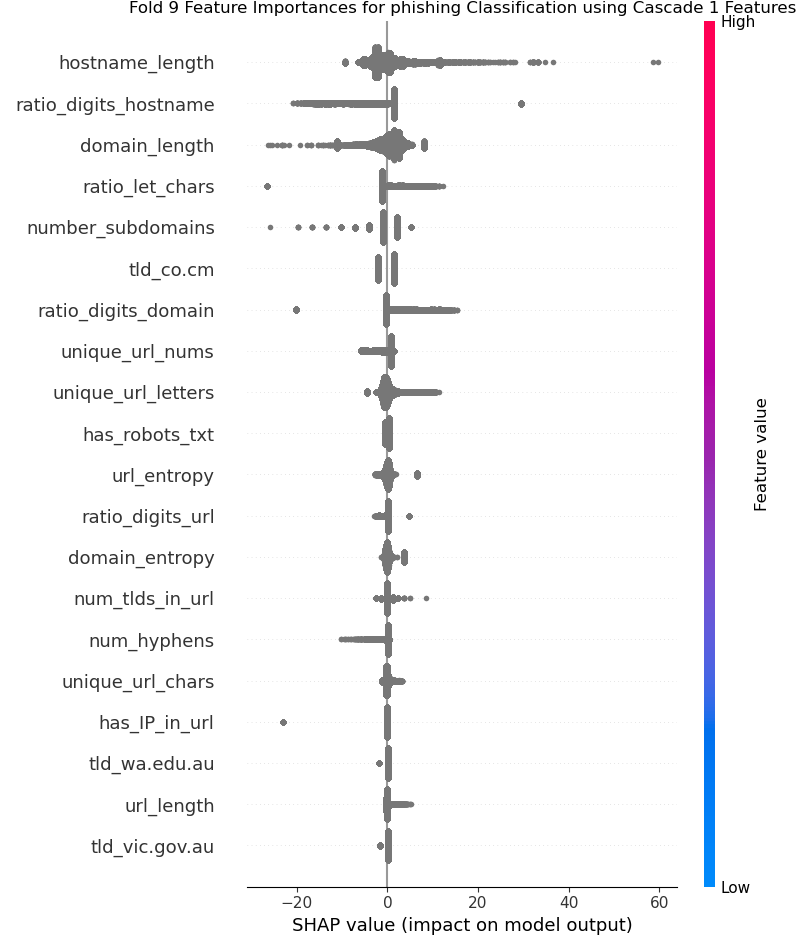 Fold 9 Feature Importances for phishing Classification using Cascade 1 Features
High
hostname_length
ratio_digits_hostname
domain_length
ratio_let_chars
number_subdomains
tld_co.cm
ratio_digits_domain
unique_url_nums
unique_url_letters
has_robots_txt
url_entropy
ratio_digits_url
domain_entropy
num_tlds_in_url
num_hyphens
unique_url_chars
has_IP_in_url
tld_wa.edu.au
url_length
tld_vic.gov.au
Feature value
Low
−20 0 20 40 60
SHAP value (impact on model output)